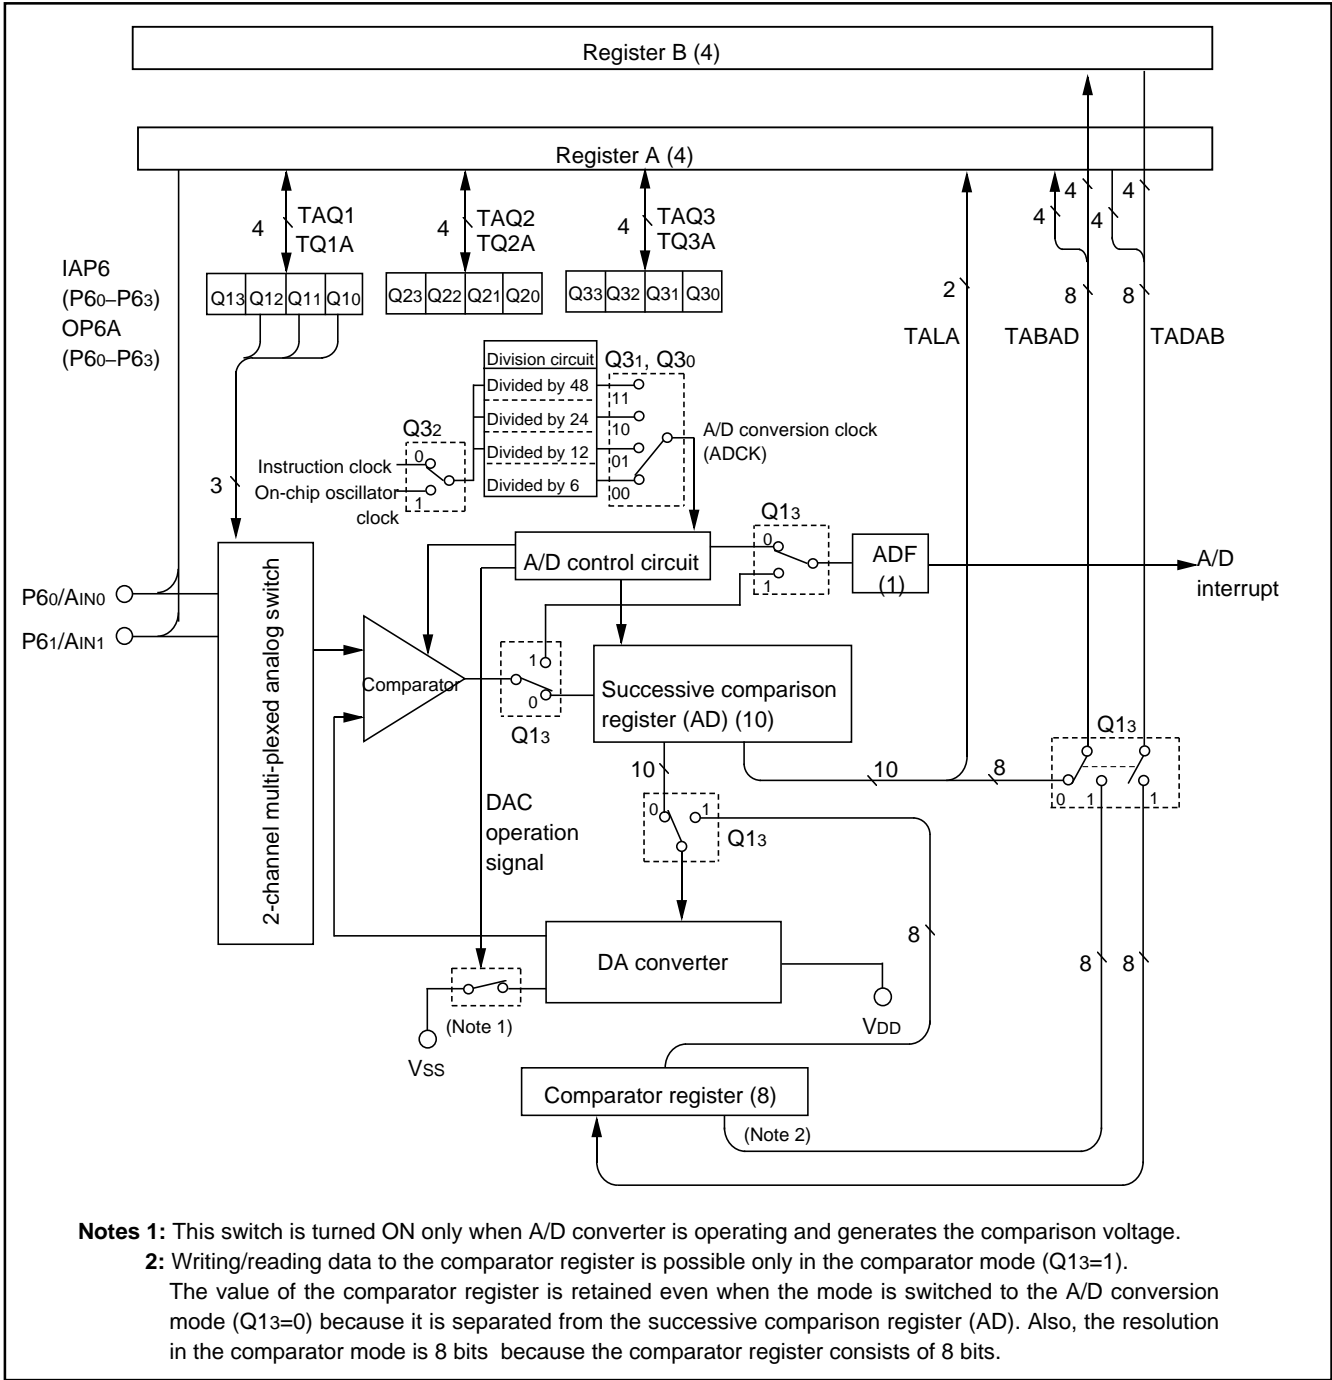 Register B (4)
Register A (4)
4
TAQ1
TQ1A
4
TAQ2
TQ2A
4
TAQ3
TQ3A
4
4
4
4
IAP6
(P60–P63)
OP6A
(P60–P63)
Q13 Q12 Q11 Q10
Q23 Q22 Q21 Q20
Q33 Q32 Q31 Q30
2
8
8
TALA
TABAD
TADAB
Division circuit
Divided by 48
Divided by 24
Divided by 12
Divided by 6
Q31, Q30
11
10
01
00
A/D conversion clock
(ADCK)
Q32
0
1
Instruction clock
On-chip oscillator
clock
3
Q13
0
1
A/D control circuit
ADF
(1)
A/D
interrupt
P60/AIN0
P61/AIN1
2-channel multi-plexed analog switch
Comparator
1
0
Q13
Successive comparison
register (AD) (10)
Q13
0
1
1
10
10
8
DAC
operation
signal
0
1
Q13
8
8
8
DA converter
(Note 1)
VSS
VDD
Comparator register (8)
(Note 2)
Notes 1: This switch is turned ON only when A/D converter is operating and generates the comparison voltage.
2: Writing/reading data to the comparator register is possible only in the comparator mode (Q13=1).
The value of the comparator register is retained even when the mode is switched to the A/D conversion
mode (Q13=0) because it is separated from the successive comparison register (AD). Also, the resolution
in the comparator mode is 8 bits because the comparator register consists of 8 bits.